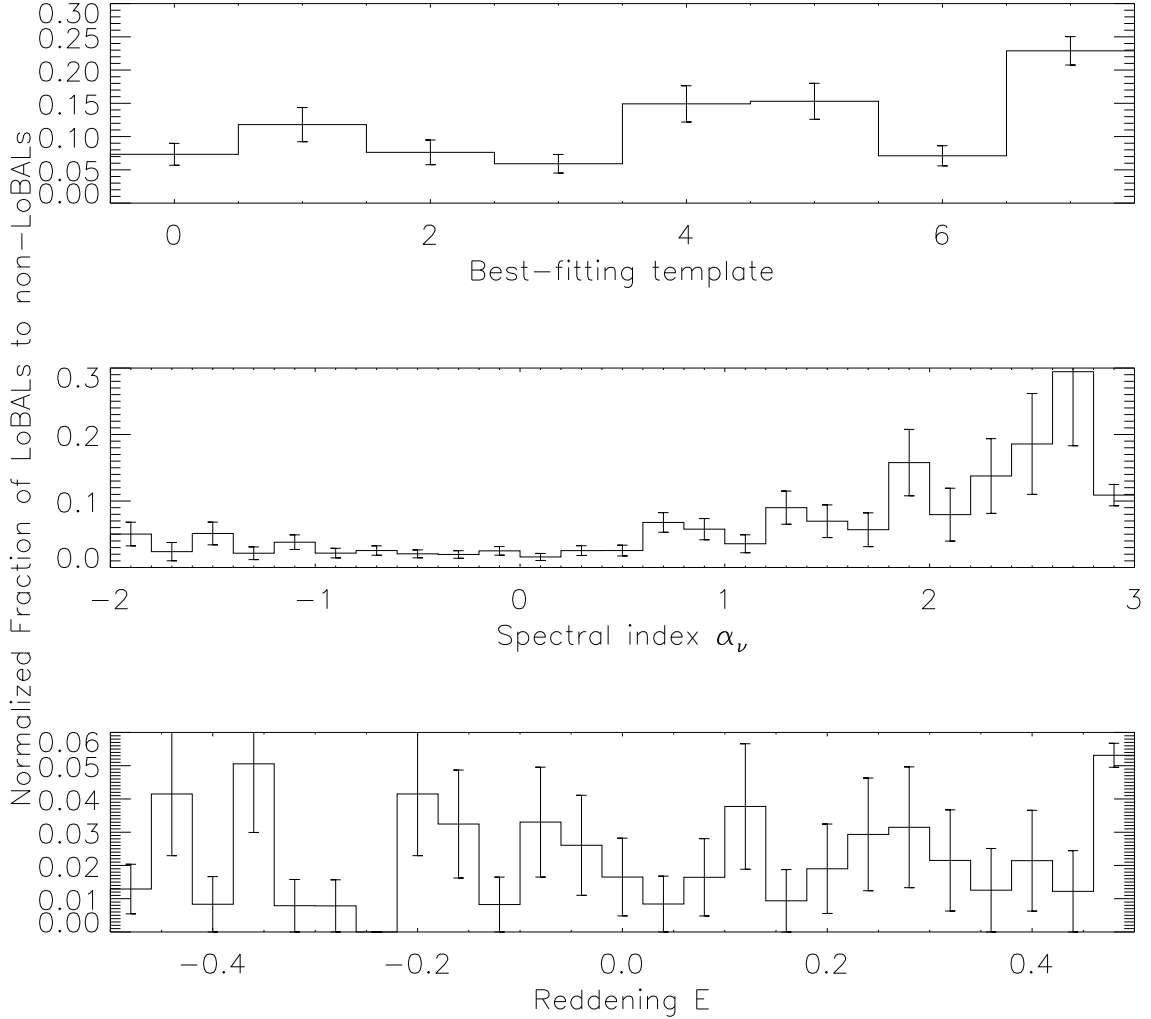 Normalized Fraction of LoBALs to non-LoBALs
0.30
0.25
0.20
0.15
0.10
0.05
0.00
0 2 4 6
Best-fitting template
0.3
0.2
0.1
0.0
-2 -1 0 1 2 3
Spectral index αν
0.06
0.05
0.04
0.03
0.02
0.01
0.00
-0.4 -0.2 0.0 0.2 0.4
Reddening E